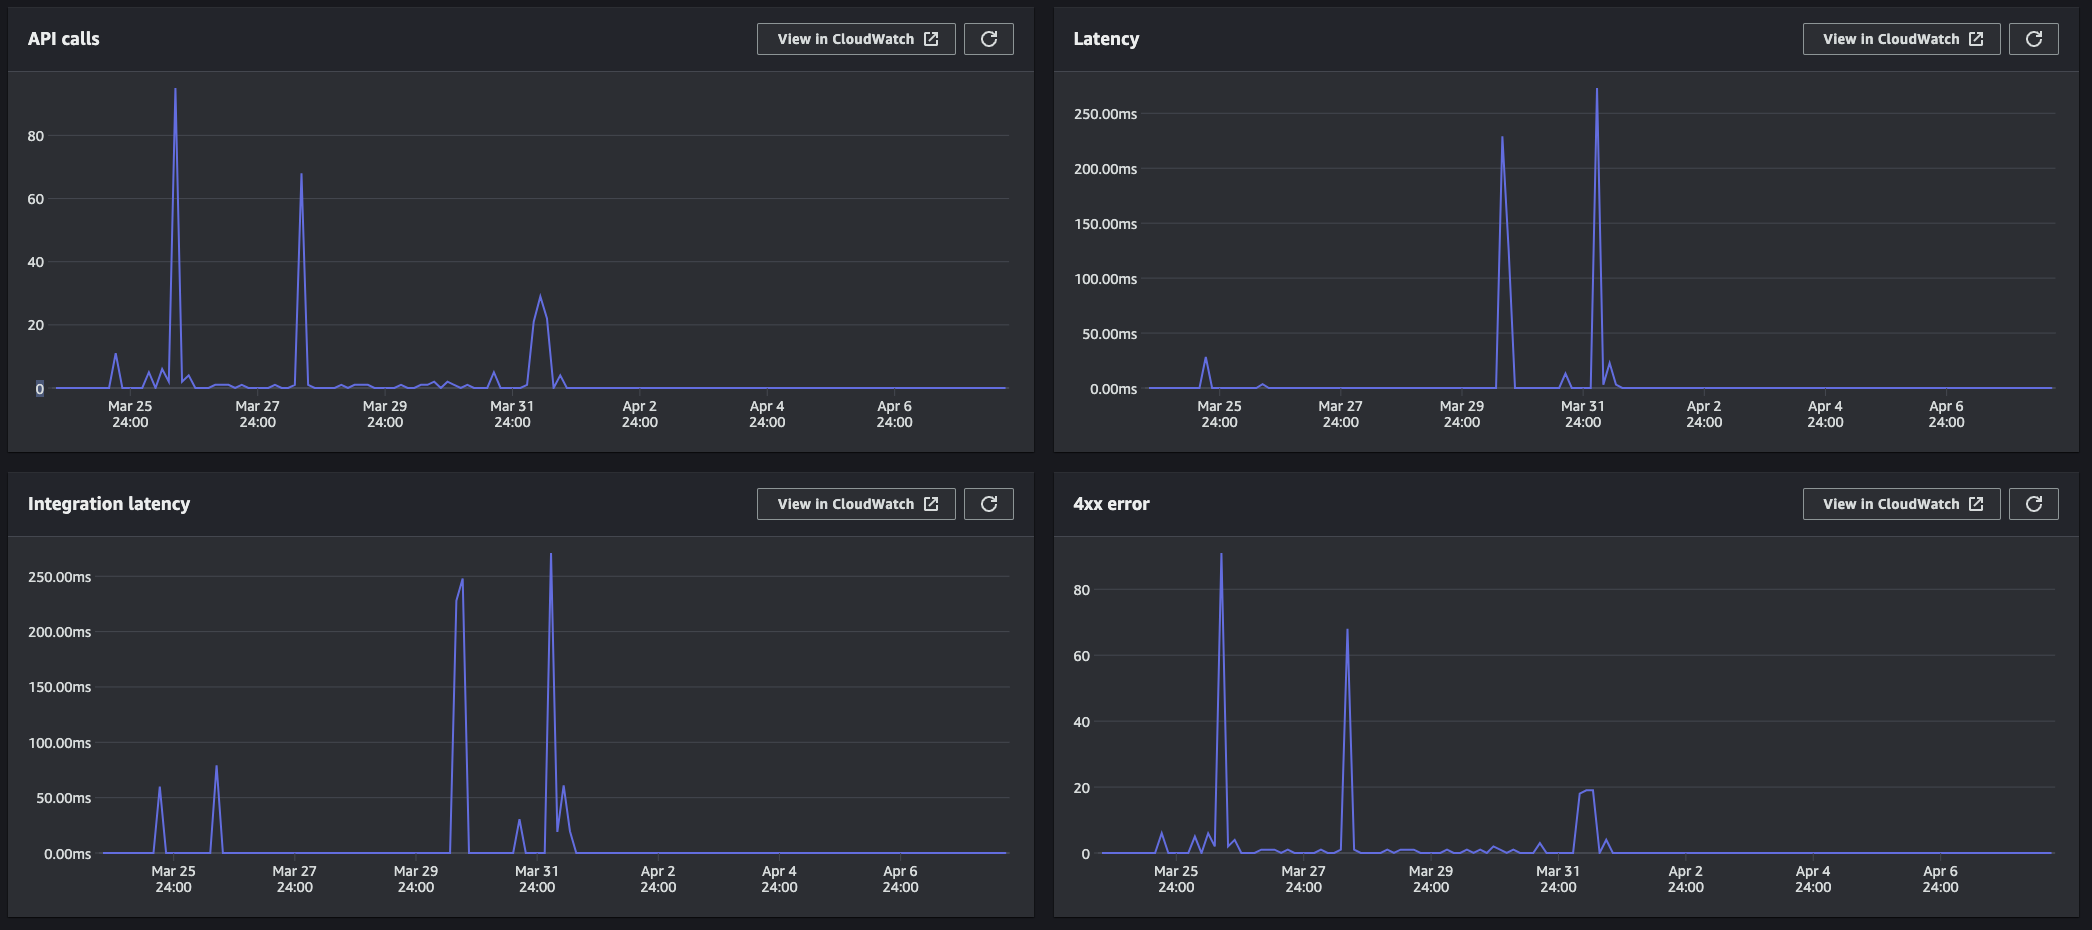 API calls
View in CloudWatch
80
60
40
20
0
Mar 25 Mar 27 Mar 29 Mar 31 Apr 2 Apr 4 Apr 6
24:00 24:00 24:00 24:00 24:00 24:00 24:00
Latency
View in CloudWatch
250.00ms
200.00ms
150.00ms
100.00ms
50.00ms
0.00ms
Mar 25 Mar 27 Mar 29 Mar 31 Apr 2 Apr 4 Apr 6
24:00 24:00 24:00 24:00 24:00 24:00 24:00
Integration latency
View in CloudWatch
250.00ms
200.00ms
150.00ms
100.00ms
50.00ms
0.00ms
Mar 25 Mar 27 Mar 29 Mar 31 Apr 2 Apr 4 Apr 6
24:00 24:00 24:00 24:00 24:00 24:00 24:00
4xx error
View in CloudWatch
80
60
40
20
0
Mar 25 Mar 27 Mar 29 Mar 31 Apr 2 Apr 4 Apr 6
24:00 24:00 24:00 24:00 24:00 24:00 24:00